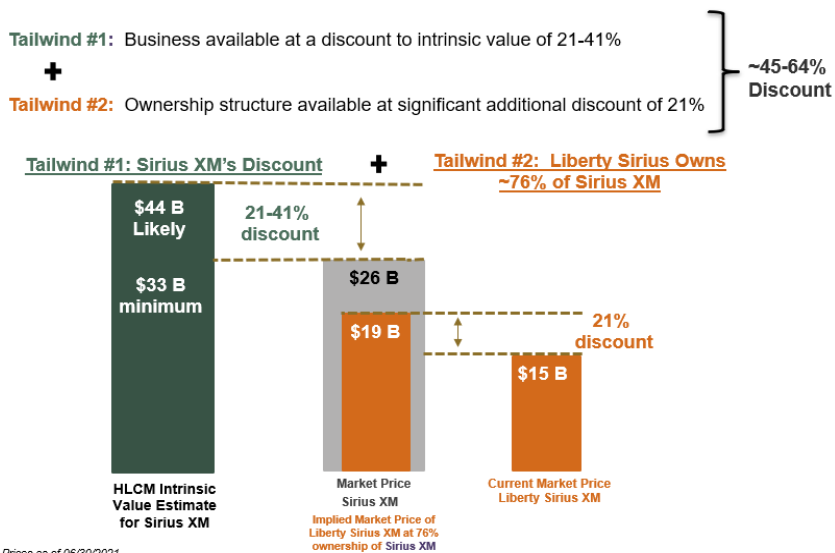 Tailwind #1: Business available at a discount to intrinsic value of 21-41%
+
Tailwind #2: Ownership structure available at significant additional discount of 21%
~45-64%
Discount
Tailwind #1: Sirius XM’s Discount
+
Tailwind #2: Liberty Sirius Owns
~76% of Sirius XM
$44 B
Likely
$33 B
minimum
21-41%
discount
$26 B
$19 B
21%
discount
$15 B
HLCM Intrinsic
Value Estimate
for Sirius XM
Market Price
Sirius XM
Implied Market Price of
Liberty Sirius XM at 76%
ownership of Sirius XM
Current Market Price
Liberty Sirius XM
Prices as of 06/30/2021